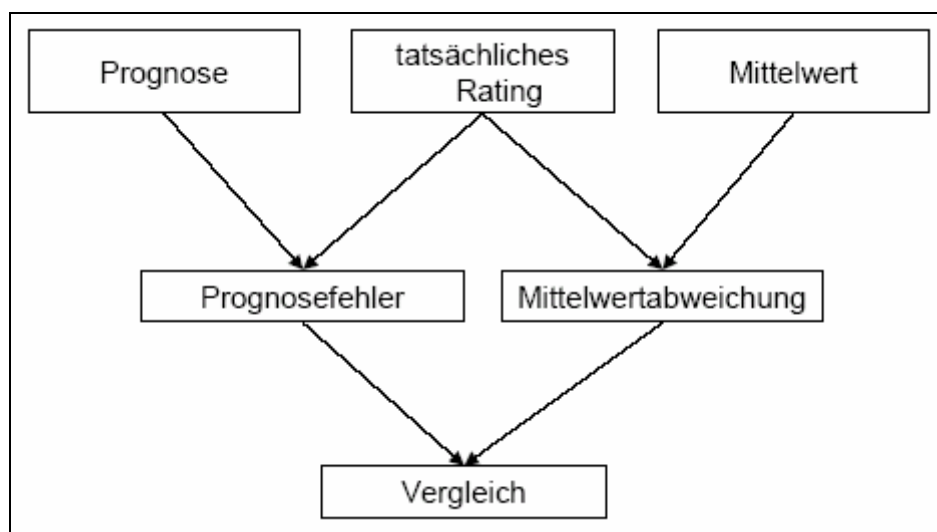 Prognose
tatsächliches
Rating
Mittelwert
Prognosefehler
Mittelwertabweichung
Vergleich